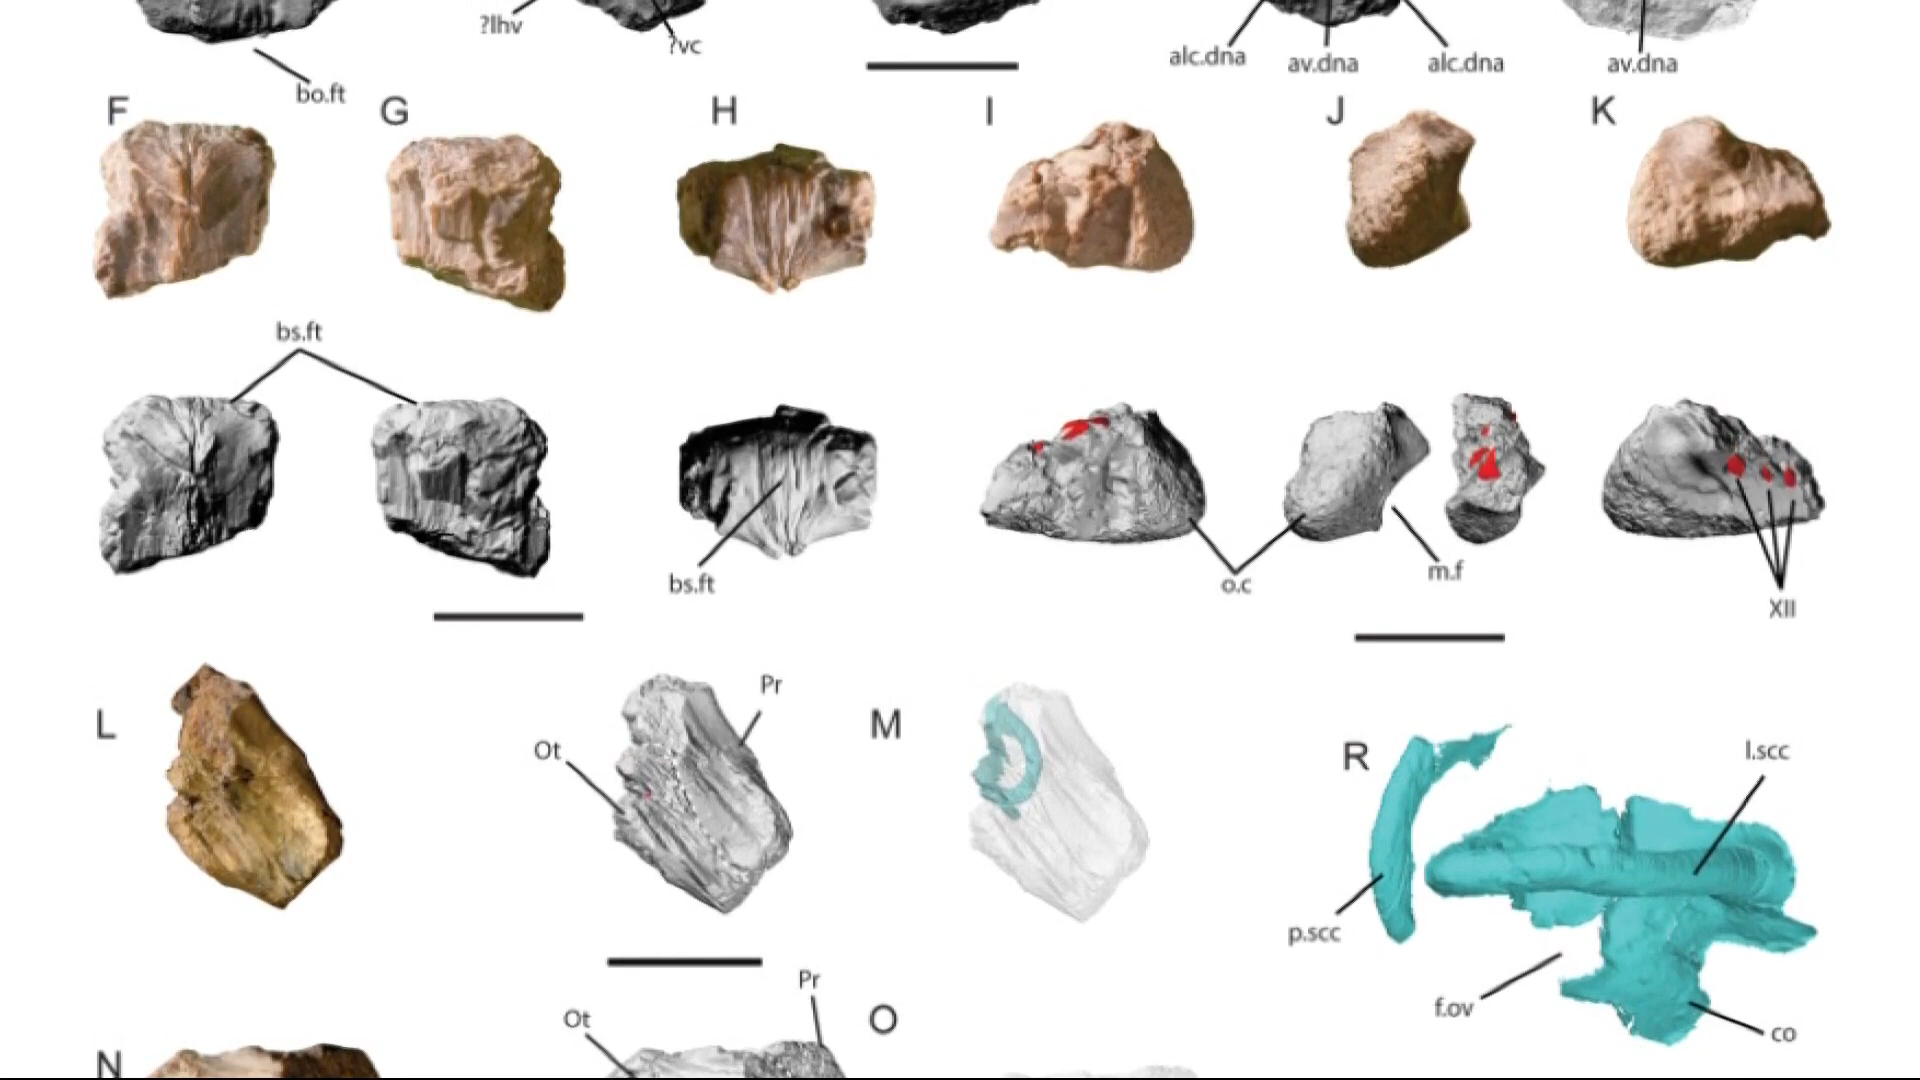 ?lhv
?vc
alc.dna
av.dna
alc.dna
av.dna
bo.ft
F
G
H
I
J
K
bs.ft
bs.ft
o.c
m.f
XII
L
Ot
Pr
M
R
l.scc
p.scc
f.ov
co
N
Ot
Pr
O